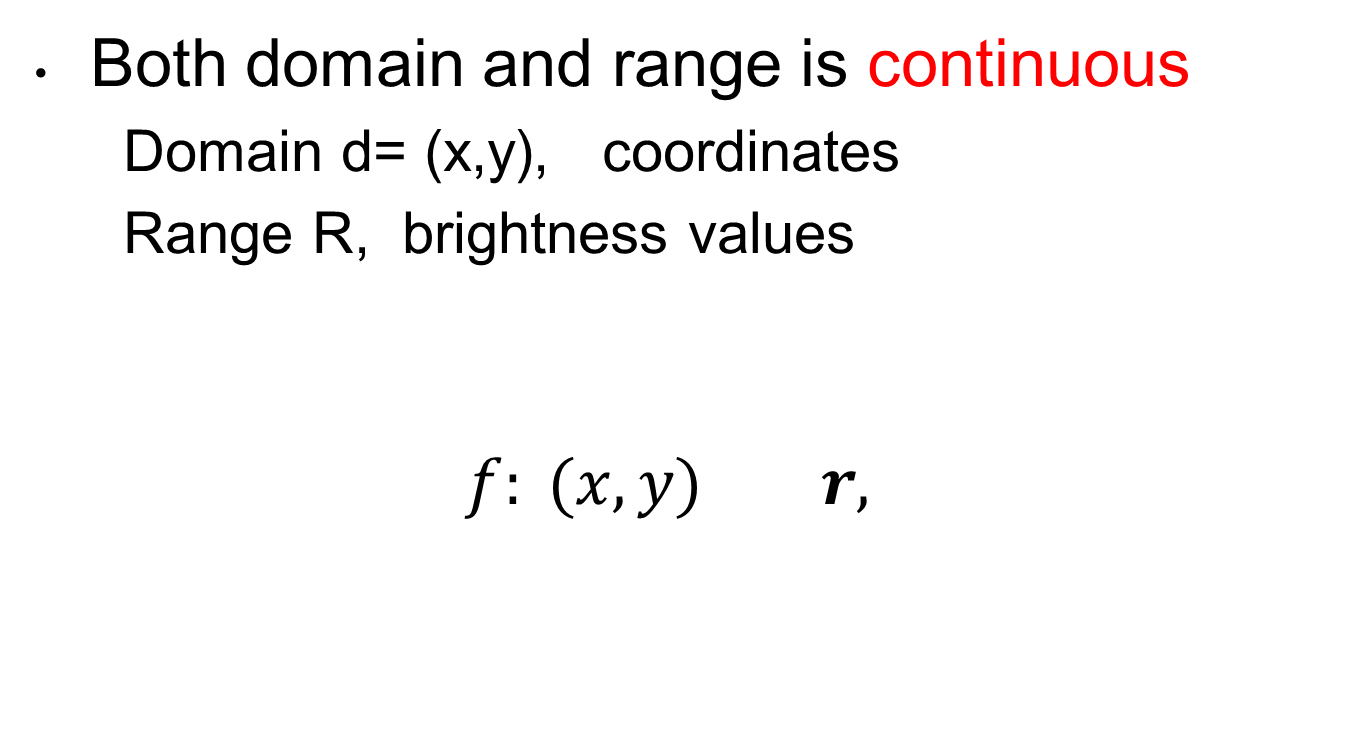 • Both domain and range is continuous
Domain d= (x,y), coordinates
Range R, brightness values
f: (x, y) r,